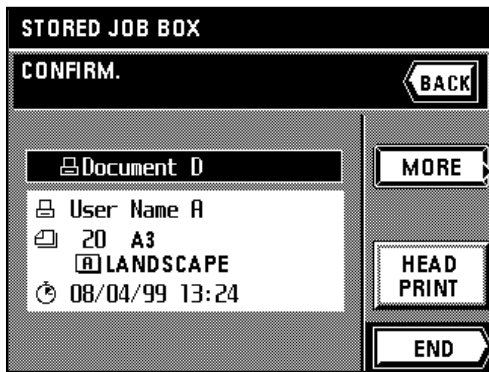 STORED JOB BOX
CONFIRM.
BACK
Document D
MORE
User Name A
20 A3
A LANDSCAPE
08/04/99 13:24
HEAD
PRINT
END